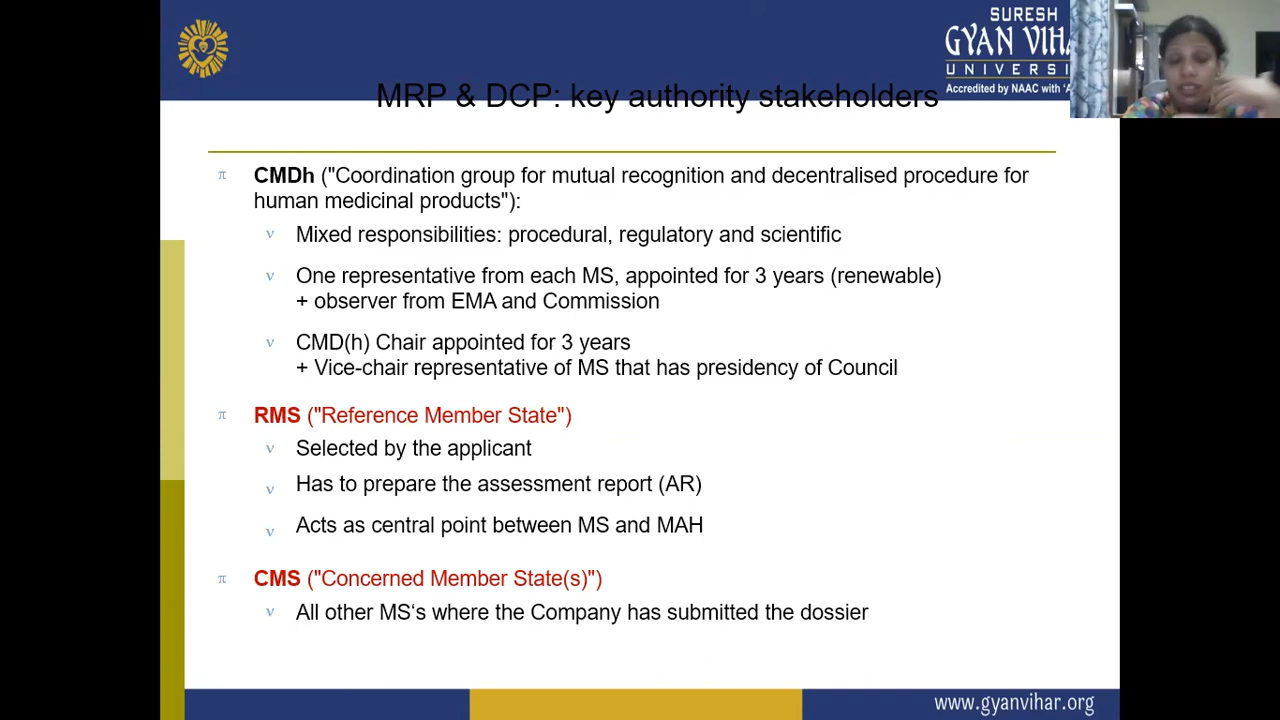 SURESH
GYAN VIHA
UNIVERSI
Accredited by NAAC with 'A
MRP & DCP: key authority stakeholders
π CMDh ("Coordination group for mutual recognition and decentralised procedure for
human medicinal products"):
ν Mixed responsibilities: procedural, regulatory and scientific
ν One representative from each MS, appointed for 3 years (renewable)
+ observer from EMA and Commission
ν CMD(h) Chair appointed for 3 years
+ Vice-chair representative of MS that has presidency of Council
π RMS ("Reference Member State")
ν Selected by the applicant
ν Has to prepare the assessment report (AR)
ν Acts as central point between MS and MAH
π CMS ("Concerned Member State(s)")
ν All other MS‘s where the Company has submitted the dossier
www.gyanvihar.org